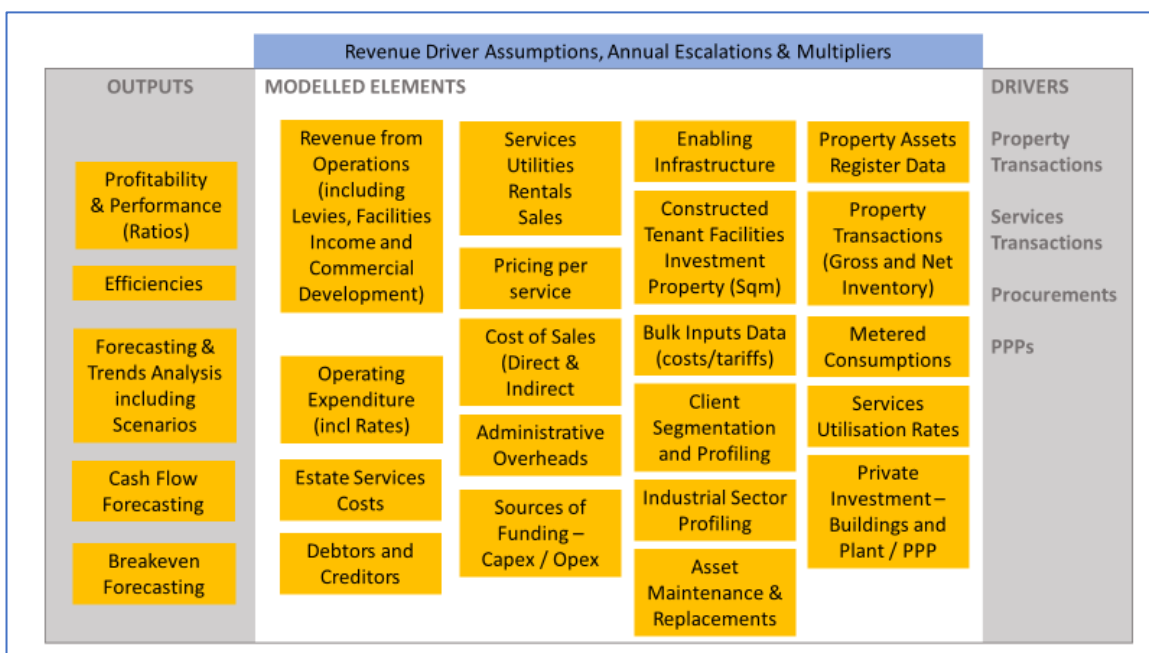 Revenue Driver Assumptions, Annual Escalations & Multipliers
OUTPUTS
Profitability
& Performance
(Ratios)
Efficiencies
Forecasting &
Trends Analysis
including
Scenarios
Cash Flow
Forecasting
Breakeven
Forecasting
MODELLED ELEMENTS
Revenue from
Operations
(including
Levies, Facilities
Income and
Commercial
Development)
Operating
Expenditure
(incl Rates)
Estate Services
Costs
Debtors and
Creditors
Services
Utilities
Rentals
Sales
Pricing per
service
Cost of Sales
(Direct &
Indirect
Administrative
Overheads
Sources of
Funding –
Capex / Opex
Enabling
Infrastructure
Constructed
Tenant Facilities
Investment
Property (Sqm)
Bulk Inputs Data
(costs/tariffs)
Client
Segmentation
and Profiling
Industrial Sector
Profiling
Asset
Maintenance &
Replacements
Property Assets
Register Data
Property
Transactions
(Gross and Net
Inventory)
Metered
Consumptions
Services
Utilisation Rates
Private
Investment –
Buildings and
Plant / PPP
DRIVERS
Property
Transactions
Services
Transactions
Procurements
PPPs